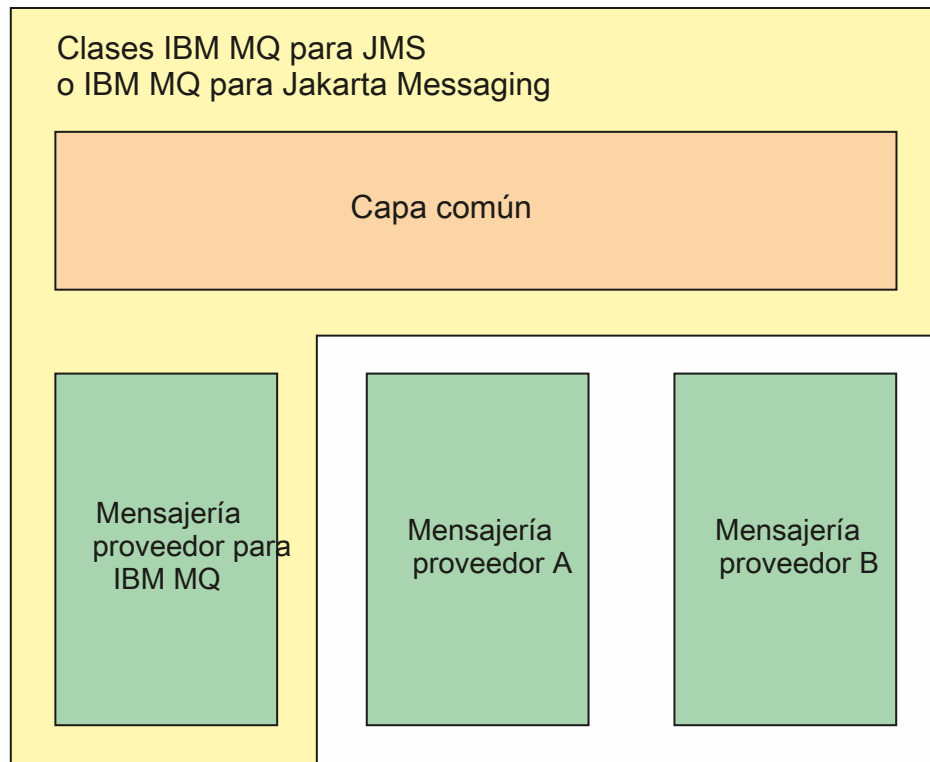 Clases IBM MQ para JMS
o IBM MQ para Jakarta Messaging
Capa común
Mensajería
proveedor para
IBM MQ
Mensajería
proveedor A
Mensajería
proveedor B